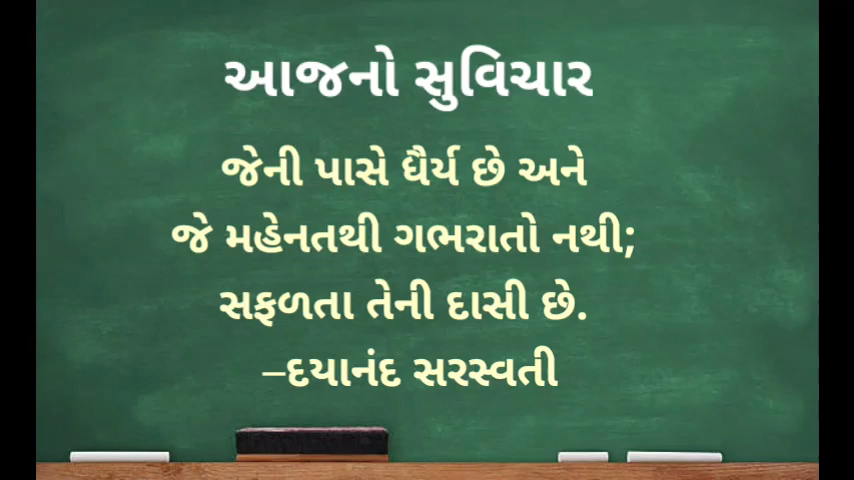 આજનો સુવિચાર
જેની પાસે ધૈર્ય છે અને
જે મહેનતથી ગભરાતો નથી;
સફળતા તેની દાસી છે.
–દયાનંદ સરસ્વતી